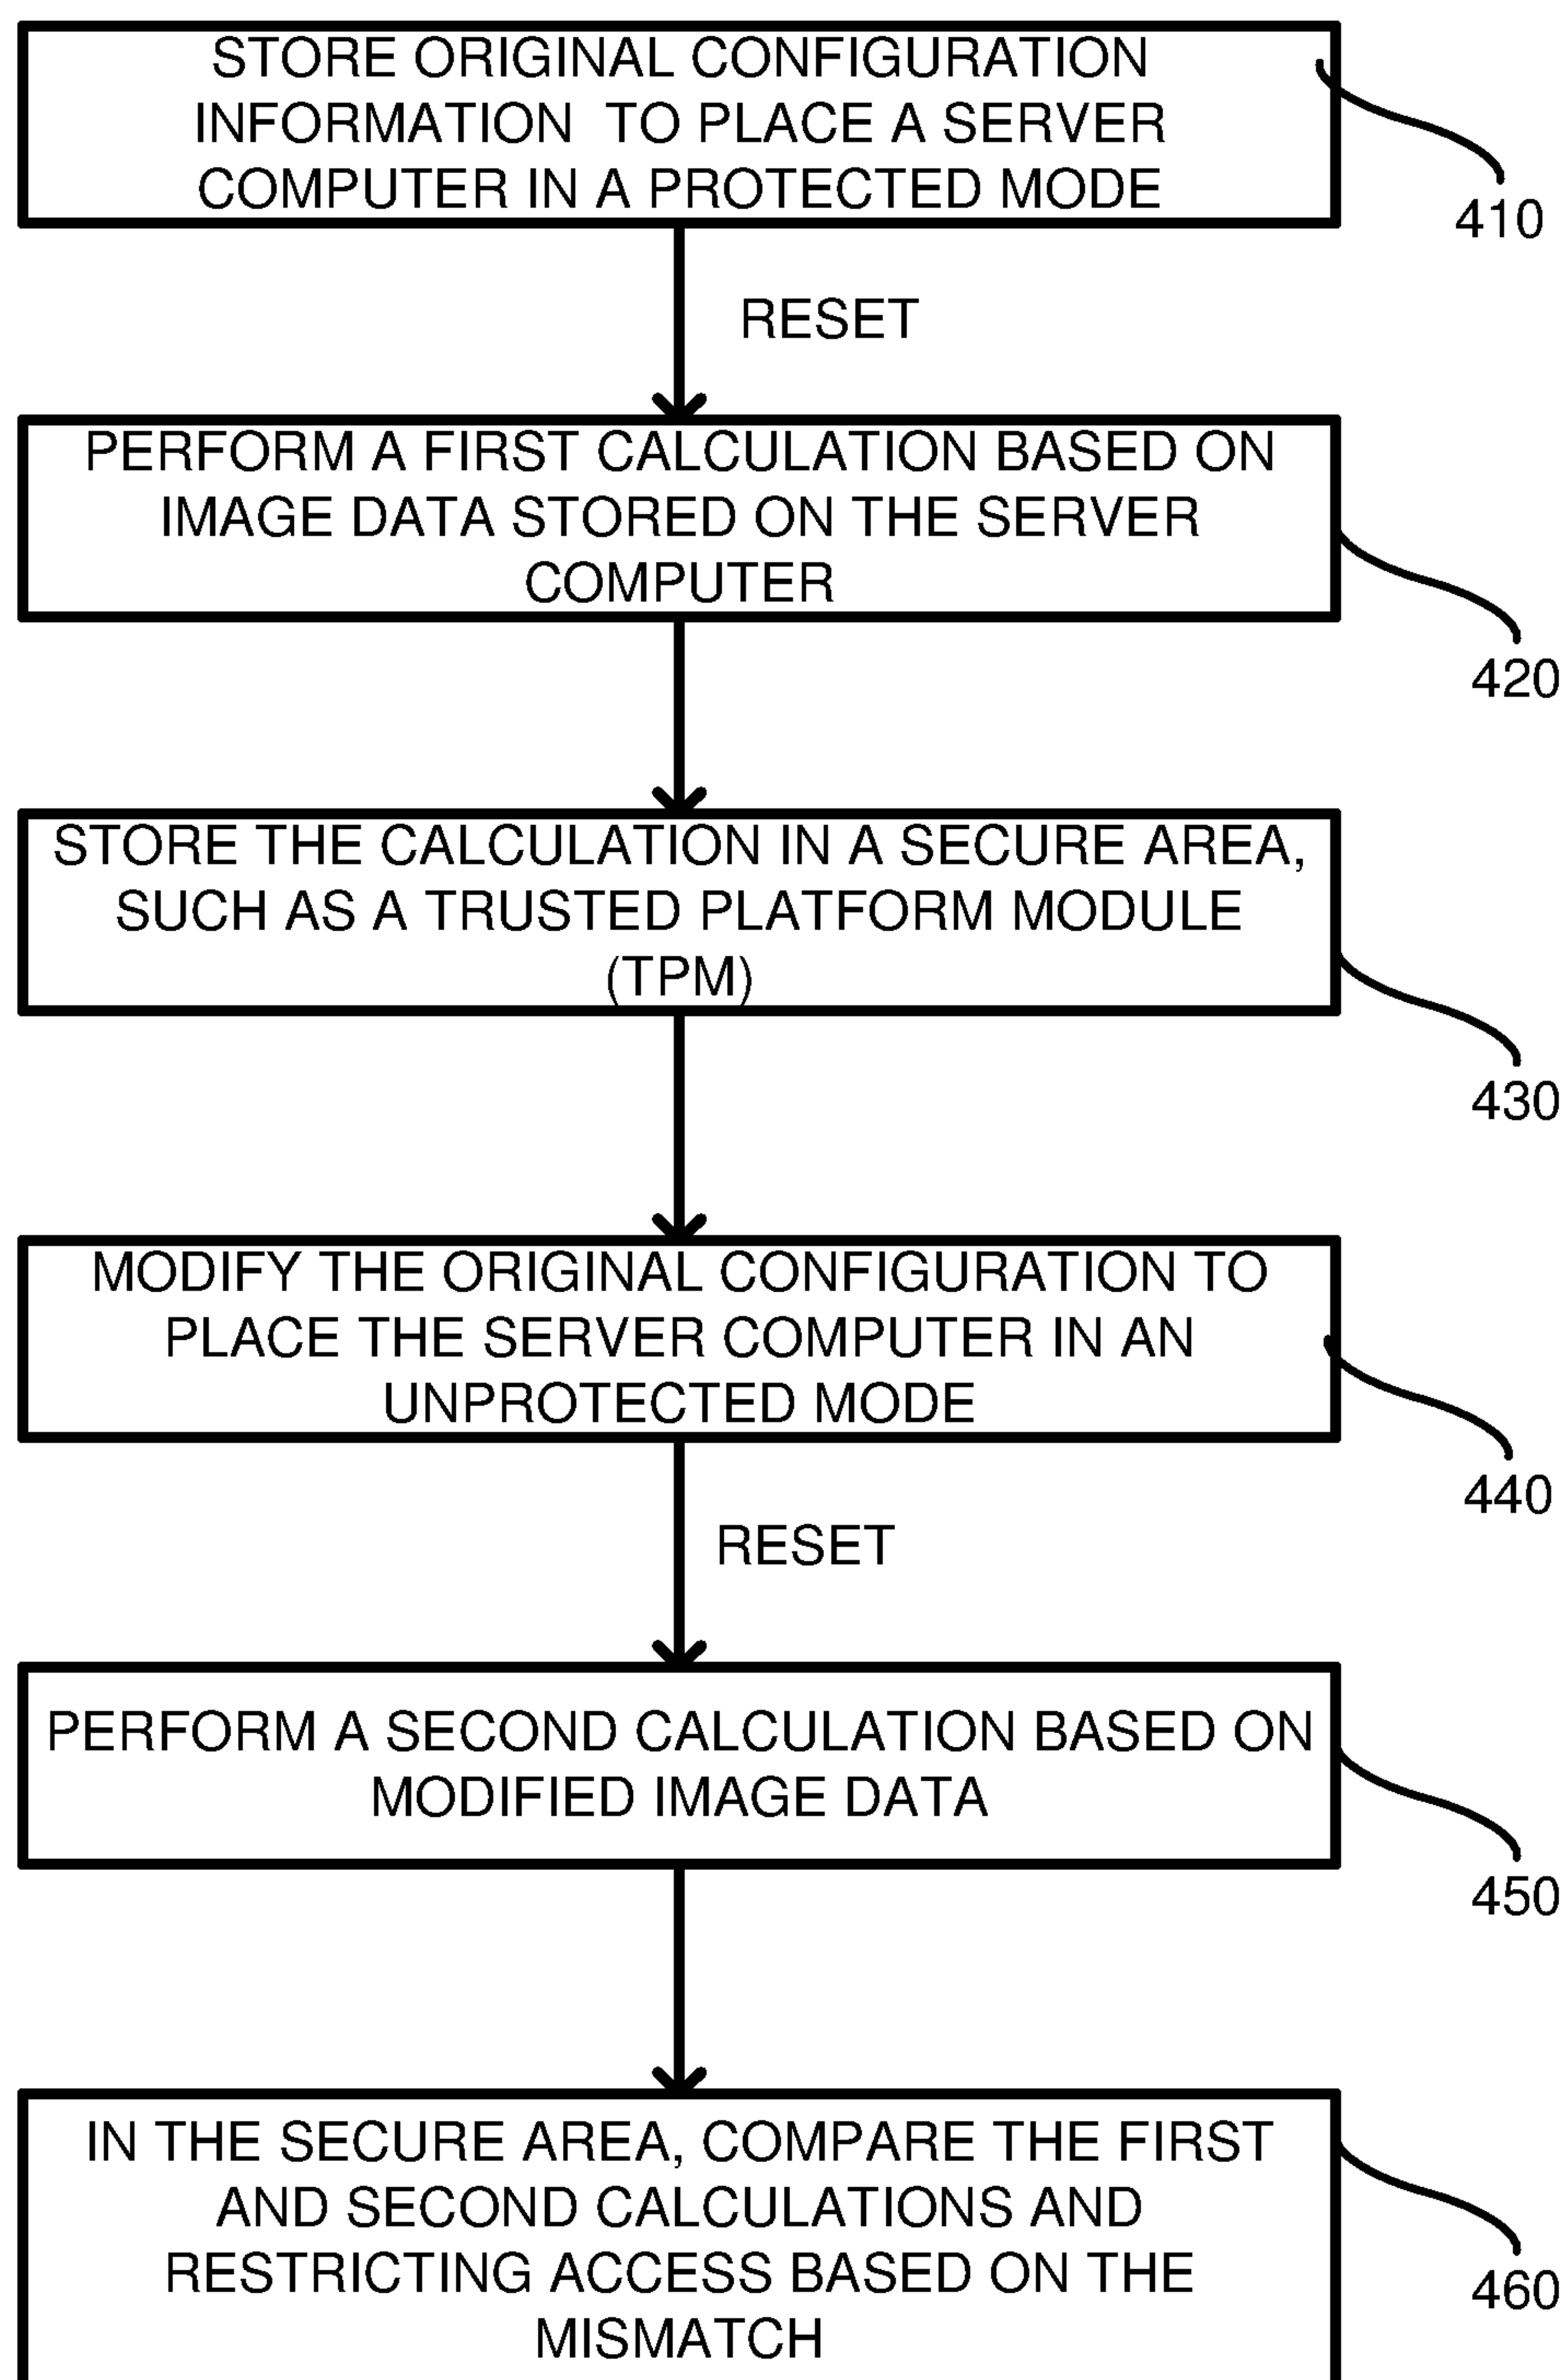 STORE ORIGINAL CONFIGURATION
INFORMATION TO PLACE A SERVER
COMPUTER IN A PROTECTED MODE
410
RESET
PERFORM A FIRST CALCULATION BASED ON
IMAGE DATA STORED ON THE SERVER
COMPUTER
420
STORE THE CALCULATION IN A SECURE AREA,
SUCH AS A TRUSTED PLATFORM MODULE
(TPM)
430
MODIFY THE ORIGINAL CONFIGURATION TO
PLACE THE SERVER COMPUTER IN AN
UNPROTECTED MODE
440
RESET
PERFORM A SECOND CALCULATION BASED ON
MODIFIED IMAGE DATA
450
IN THE SECURE AREA, COMPARE THE FIRST
AND SECOND CALCULATIONS AND
RESTRICTING ACCESS BASED ON THE
MISMATCH
460